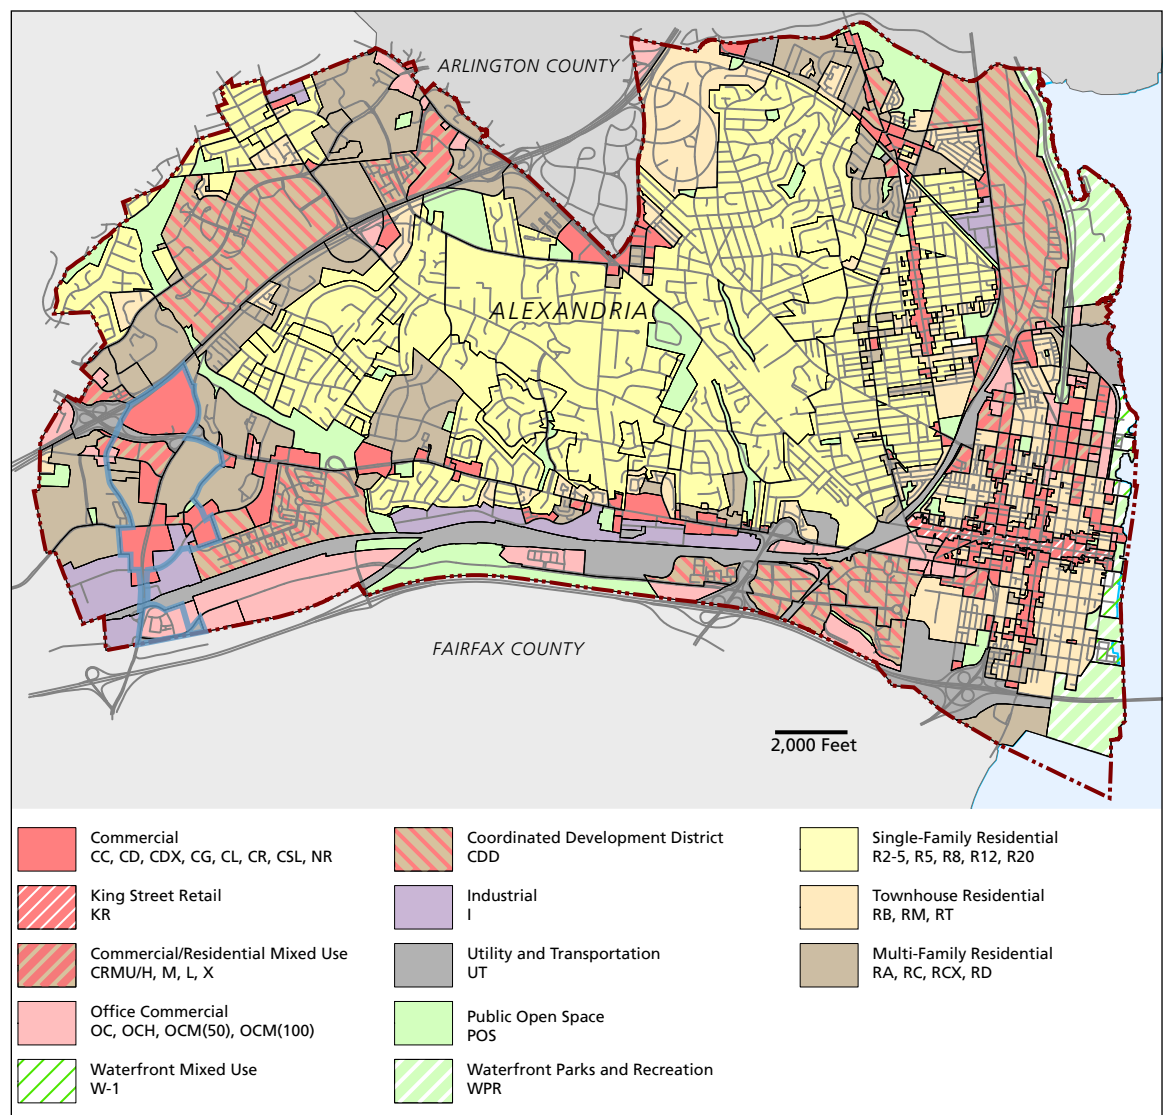 ARLINGTON COUNTY
ALEXANDRIA
FAIRFAX COUNTY
2,000 Feet
Commercial
CC, CD, CDX, CG, CL, CR, CSL, NR
King Street Retail
KR
Commercial/Residential Mixed Use
CRMU/H, M, L, X
Office Commercial
OC, OCH, OCM(50), OCM(100)
Waterfront Mixed Use
W-1
Coordinated Development District
CDD
Industrial
I
Utility and Transportation
UT
Public Open Space
POS
Waterfront Parks and Recreation
WPR
Single-Family Residential
R2-5, R5, R8, R12, R20
Townhouse Residential
RB, RM, RT
Multi-Family Residential
RA, RC, RCX, RD